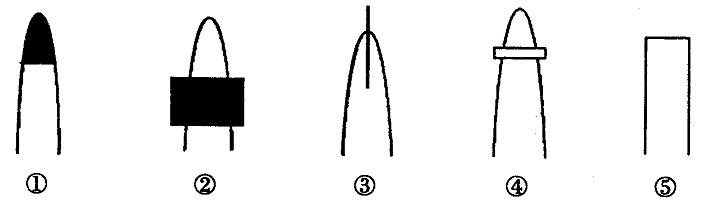 ① ② ③ ④ ⑤